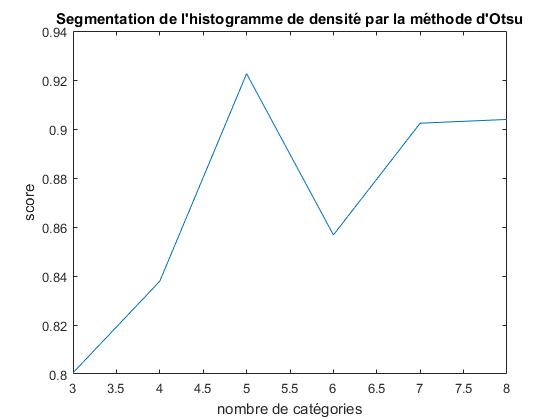 Segmentation de l'histogramme de densité par la méthode d'Otsu
0.94
0.92
0.9
0.88
0.86
0.84
0.82
0.8
score
3 3.5 4 4.5 5 5.5 6 6.5 7 7.5 8
nombre de catégories